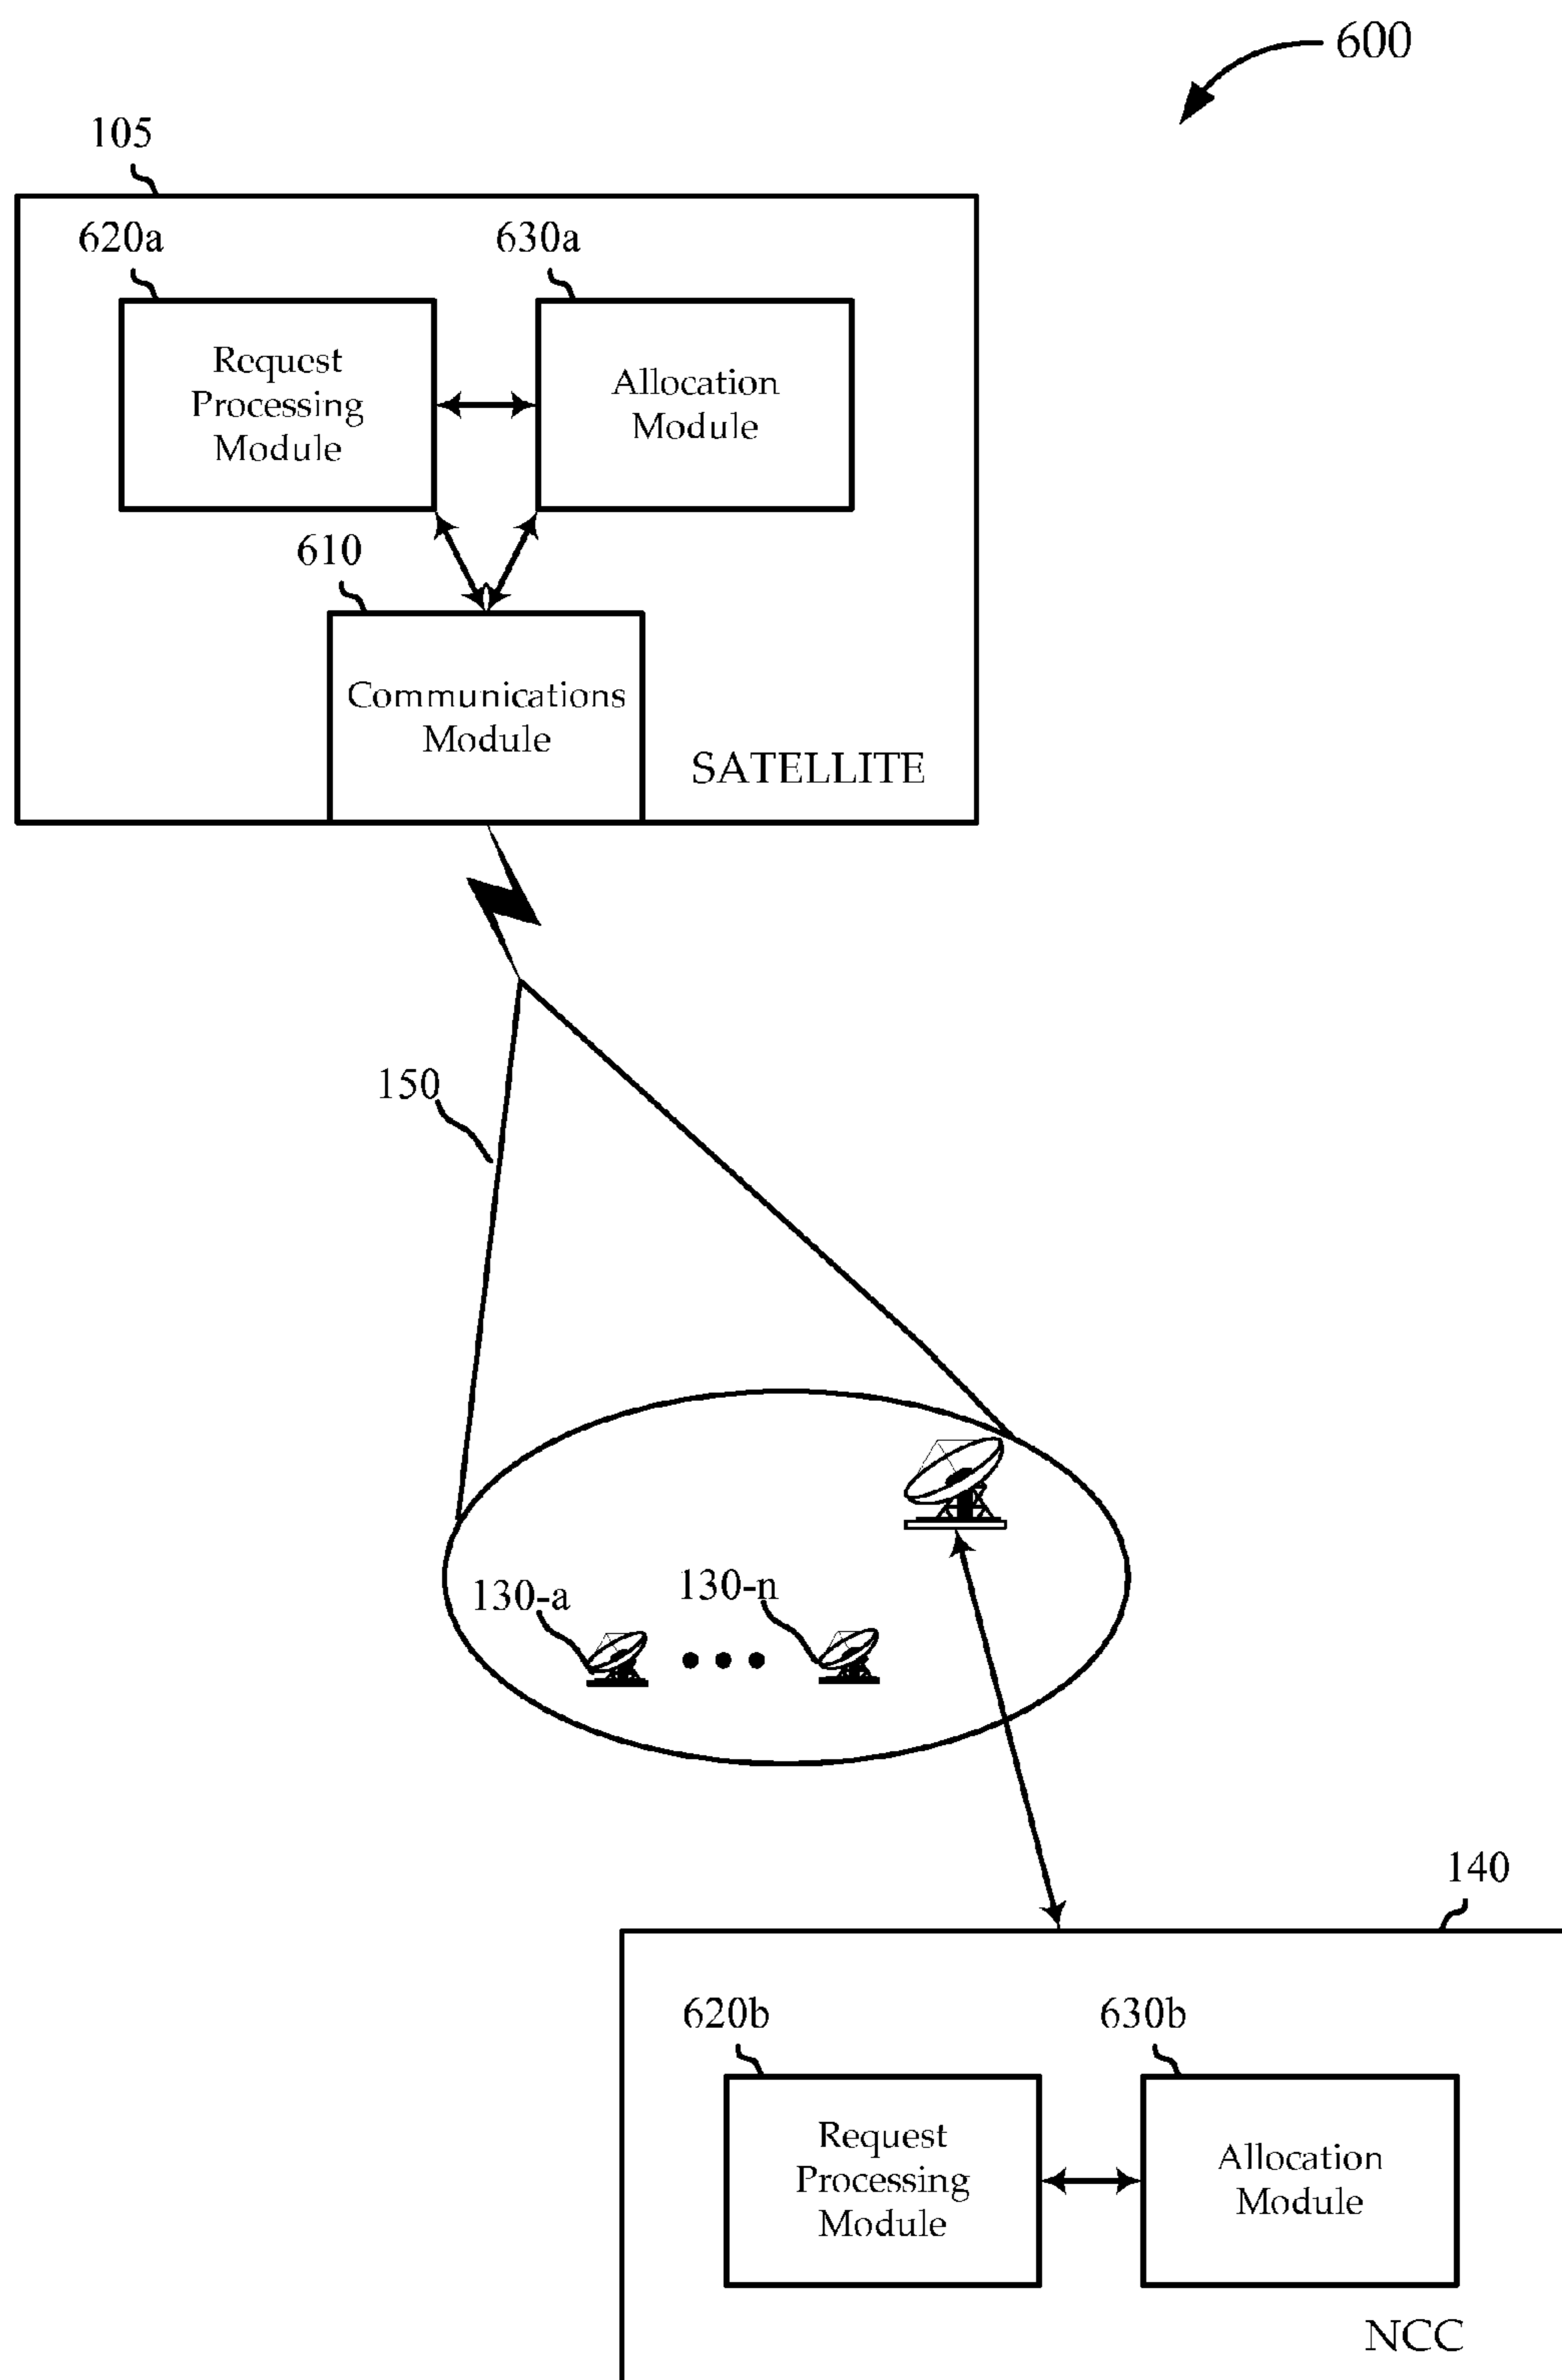 600
105
620a
630a
Request
Processing
Module
Allocation
Module
610
Communications
Module
SATELLITE
150
130-a
130-n
140
620b
630b
Request
Processing
Module
Allocation
Module
NCC